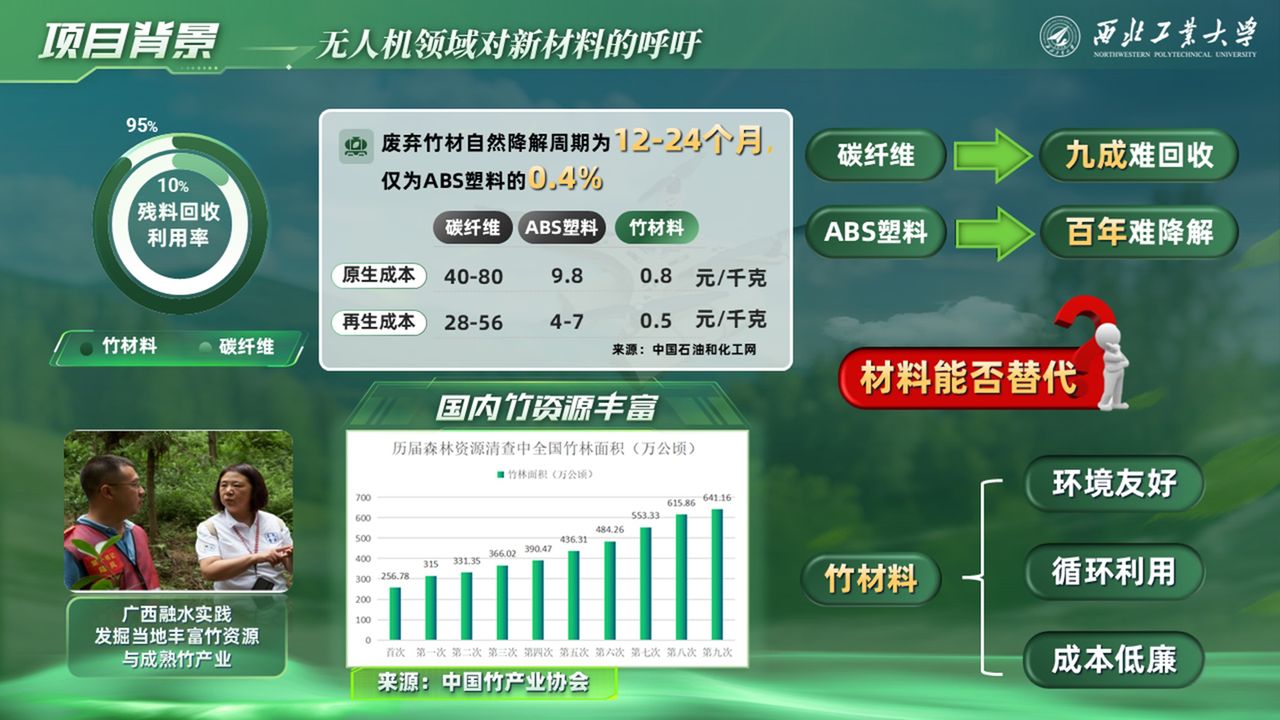 项目背景
无人机领域对新材料的呼吁
西北工业大学
NORTHWESTERN POLYTECHNICAL UNIVERSITY
95%
10%
残料回收
利用率
竹材料
碳纤维
废弃竹材自然降解周期为12-24个月,
仅为ABS塑料的0.4%
碳纤维 ABS塑料 竹材料
原生成本 40-80 9.8 0.8 元/千克
再生成本 28-56 4-7 0.5 元/千克
来源：中国石油和化工网
碳纤维 九成难回收
ABS塑料 百年难降解
材料能否替代
国内竹资源丰富
历届森林资源清查中全国竹林面积（万公顷）
竹林面积（万公顷）
700
600
500
400
300
200
100
0
256.78 315 331.35 366.02 390.47 436.31 484.26 553.33 615.86 641.16
首次 第一次 第二次 第三次 第四次 第五次 第六次 第七次 第八次 第九次
来源：中国竹产业协会
广西融水实践
发掘当地丰富竹资源
与成熟竹产业
竹材料
环境友好
循环利用
成本低廉